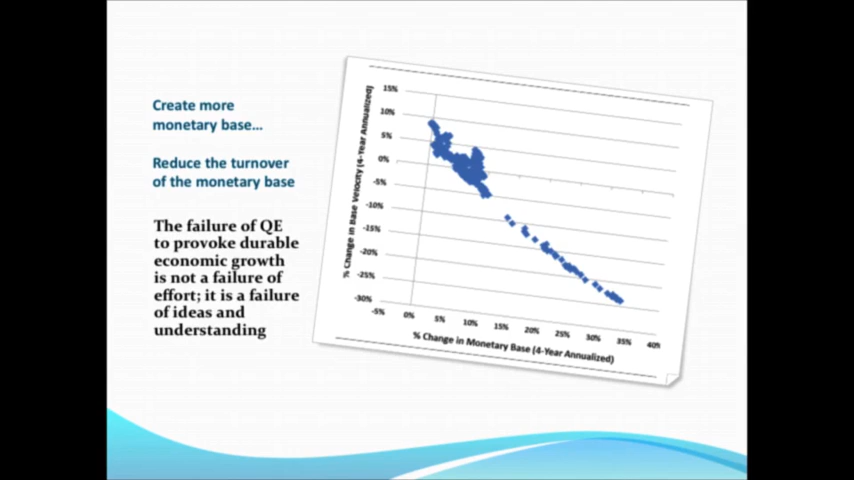 Create more
monetary base...
Reduce the turnover
of the monetary base
The failure of QE
to provoke durable
economic growth
is not a failure of
effort; it is a failure
of ideas and
understanding
% Change in Base Velocity (4-Year Annualized)
15%
10%
5%
0%
-5%
-10%
-15%
-20%
-25%
-30%
-5% 0% 5% 10% 15% 20% 25% 30% 35% 40%
% Change in Monetary Base (4-Year Annualized)